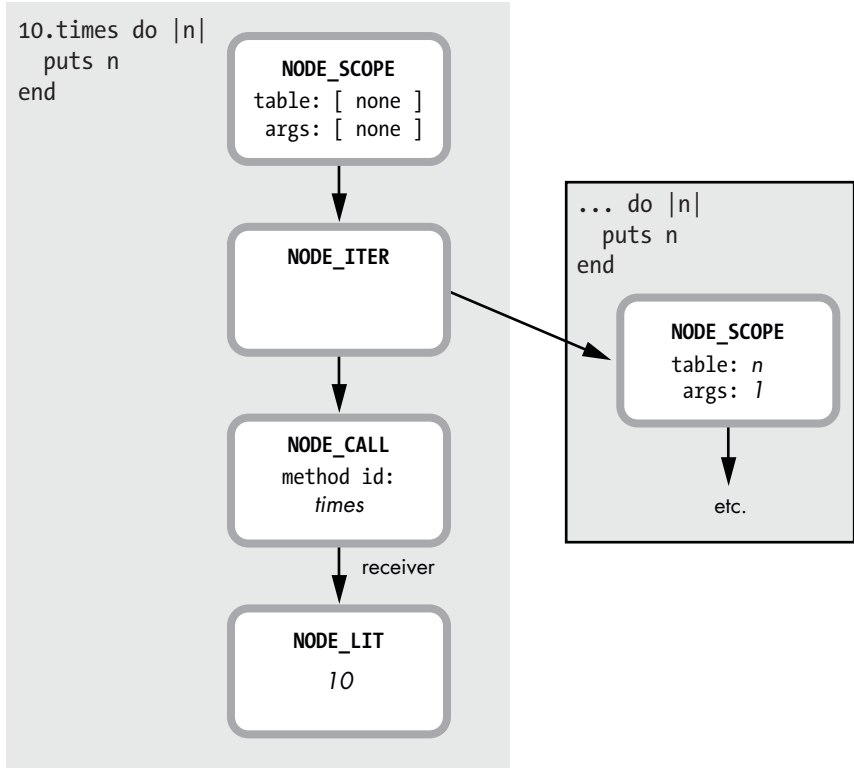 10.times do |n|
  puts n
end
NODE_SCOPE
table: [ none ]
args: [ none ]
NODE_ITER
NODE_CALL
method id:
times
receiver
NODE_LIT
10
... do |n|
  puts n
end
NODE_SCOPE
table: n
args: 1
etc.